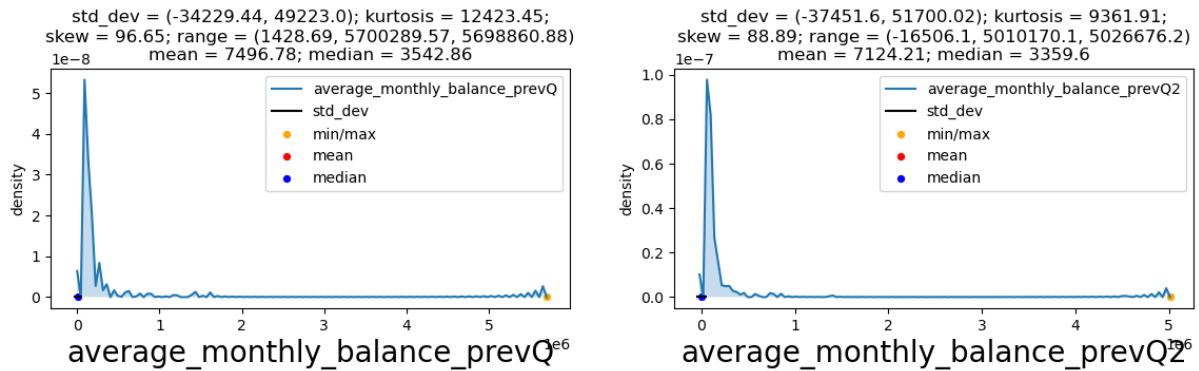 std_dev = (-34229.44, 49223.0); kurtosis = 12423.45;
skew = 96.65; range = (1428.69, 5700289.57, 5698860.88)
mean = 7496.78; median = 3542.86
1e−8
density
5
4
3
2
1
0
average_monthly_balance_prevQ
std_dev
min/max
mean
median
0
1
2
3
4
5
1e6
average_monthly_balance_prevQ
std_dev = (-37451.6, 51700.02); kurtosis = 9361.91;
skew = 88.89; range = (-16506.1, 5010170.1, 5026676.2)
mean = 7124.21; median = 3359.6
1e−7
density
1.0
0.8
0.6
0.4
0.2
0.0
average_monthly_balance_prevQ2
std_dev
min/max
mean
median
0
1
2
3
4
5
1e6
average_monthly_balance_prevQ2